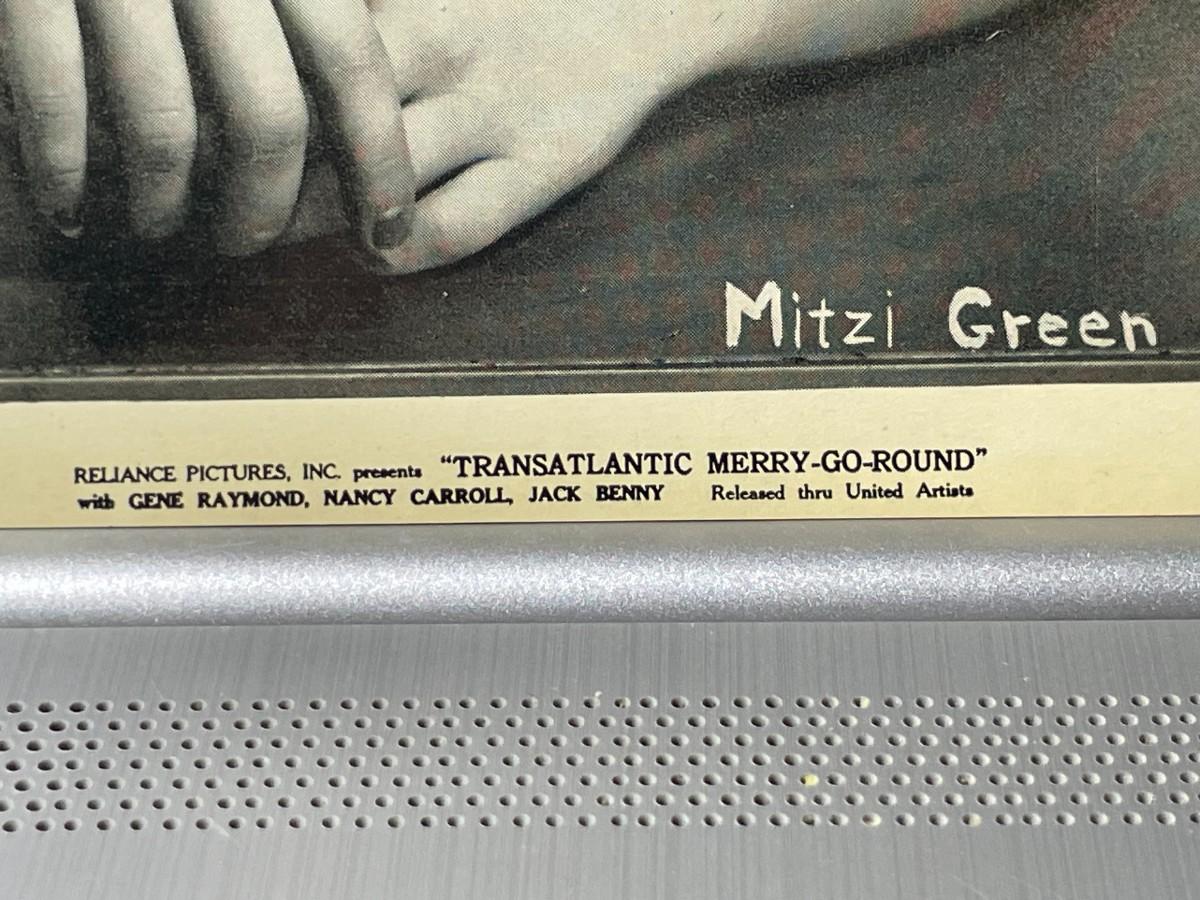 Mitzi Green
RELIANCE PICTURES, INC. presents “TRANSATLANTIC MERRY-GO-ROUND”
with GENE RAYMOND, NANCY CARROLL, JACK BENNY Released thru United Artists